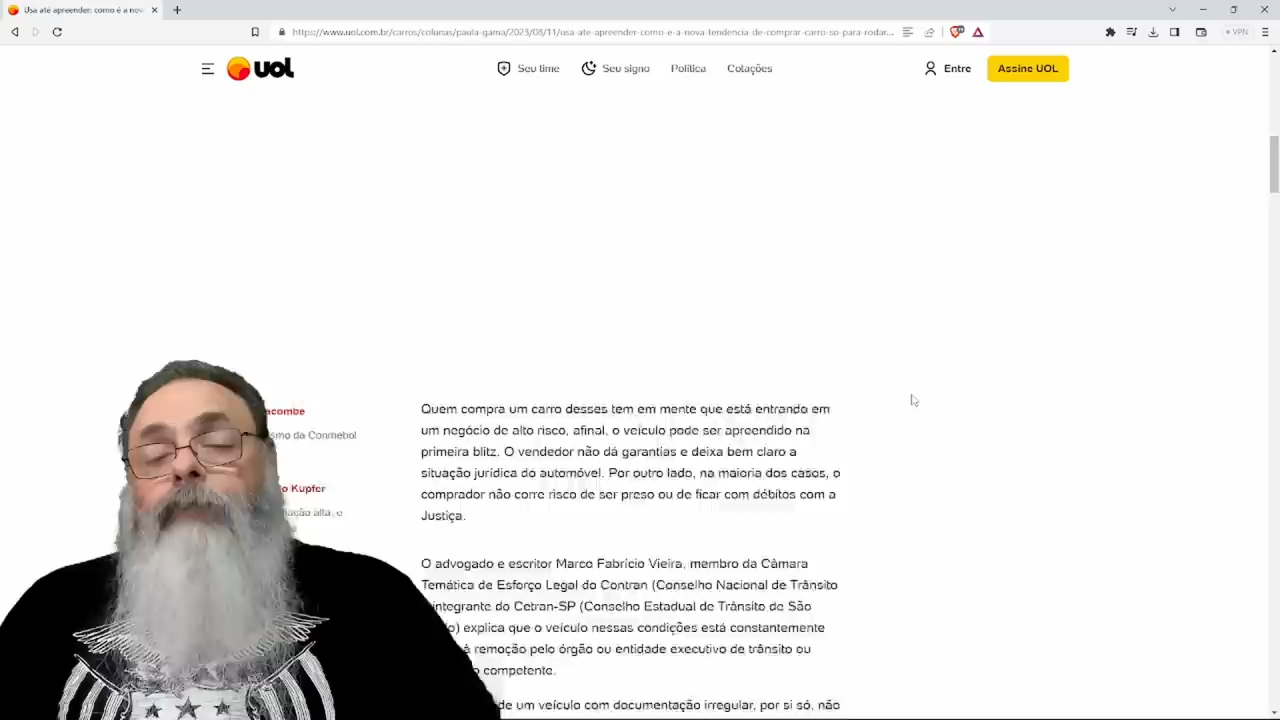 Usa até apreender: como é a nov
https://www.uol.com.br/carros/colunas/paula-gama/2023/08/11/usa-ate-apreender-como-e-a-nova-tendencia-de-comprar-carro-so-para-rodar...
VPN
UOL
Seu time
Seu signo
Política
Cotações
Entre
Assine UOL
acombe
smo da Conmebol
o Kupfer
nação alta, e
Quem compra um carro desses tem em mente que está entrando em
um negócio de alto risco, afinal, o veículo pode ser apreendido na
primeira blitz. O vendedor não dá garantias e deixa bem claro a
situação jurídica do automóvel. Por outro lado, na maioria dos casos, o
comprador não corre risco de ser preso ou de ficar com débitos com a
Justiça.
O advogado e escritor Marco Fabrício Vieira, membro da Câmara
Temática de Esforço Legal do Contran (Conselho Nacional de Trânsito
integrante do Cetran-SP (Conselho Estadual de Trânsito de São
lo) explica que o veículo nessas condições está constantemente
à remoção pelo órgão ou entidade executivo de trânsito ou
o competente.
de um veículo com documentação irregular, por si só, não